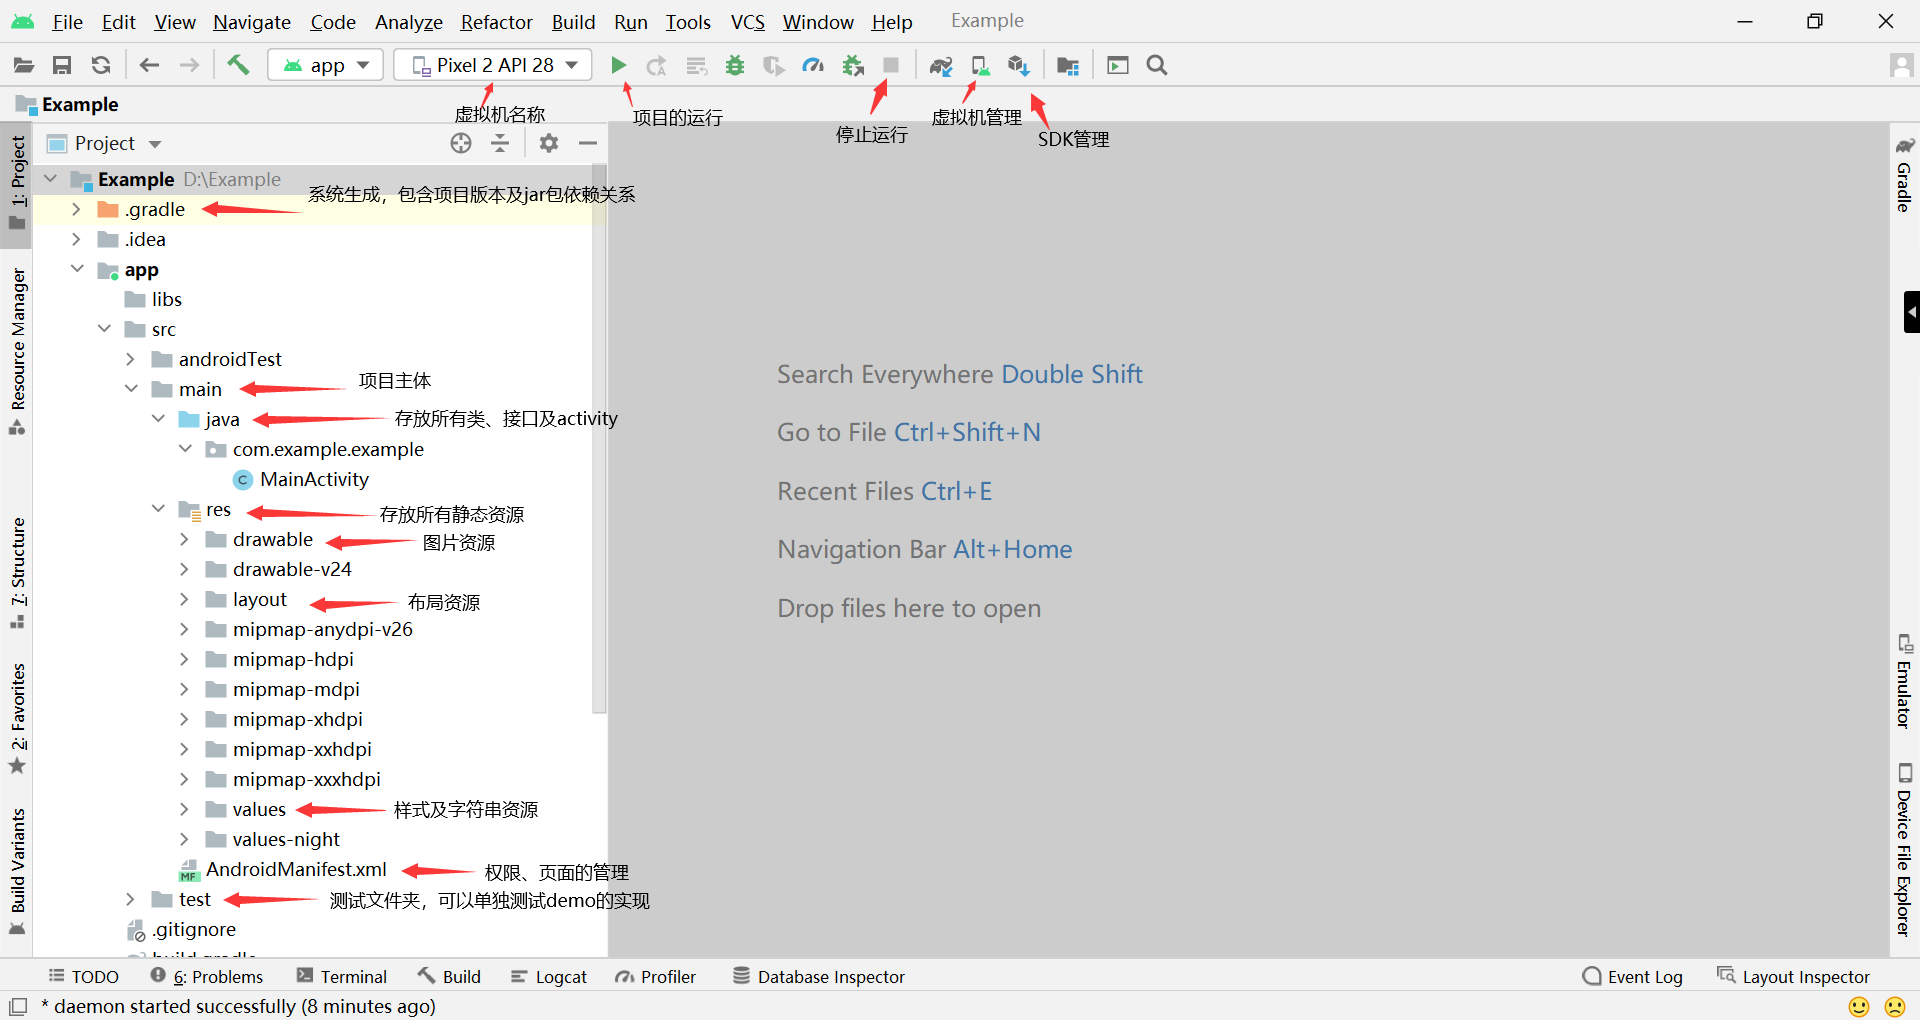 File Edit View Navigate Code Analyze Refactor Build Run Tools VCS Window Help Example
app Pixel 2 API 28
Example
虚拟机名称
项目的运行
停止运行
虚拟机管理
SDK管理
1: Project
Resource Manager
7: Structure
2: Favorites
Build Variants
Project
Example D:\Example
系统生成，包含项目版本及jar包依赖关系
.gradle
.idea
app
libs
src
androidTest
main 项目主体
java 存放所有类、接口及activity
com.example.example
C MainActivity
res 存放所有静态资源
drawable 图片资源
drawable-v24
layout 布局资源
mipmap-anydpi-v26
mipmap-hdpi
mipmap-mdpi
mipmap-xhdpi
mipmap-xxhdpi
mipmap-xxxhdpi
values 样式及字符串资源
values-night
MF AndroidManifest.xml 权限、页面的管理
test 测试文件夹，可以单独测试demo的实现
.gitignore
Search Everywhere Double Shift
Go to File Ctrl+Shift+N
Recent Files Ctrl+E
Navigation Bar Alt+Home
Drop files here to open
Gradle
Emulator
Device File Explorer
TODO 6: Problems Terminal Build Logcat Profiler Database Inspector Event Log Layout Inspector
* daemon started successfully (8 minutes ago)